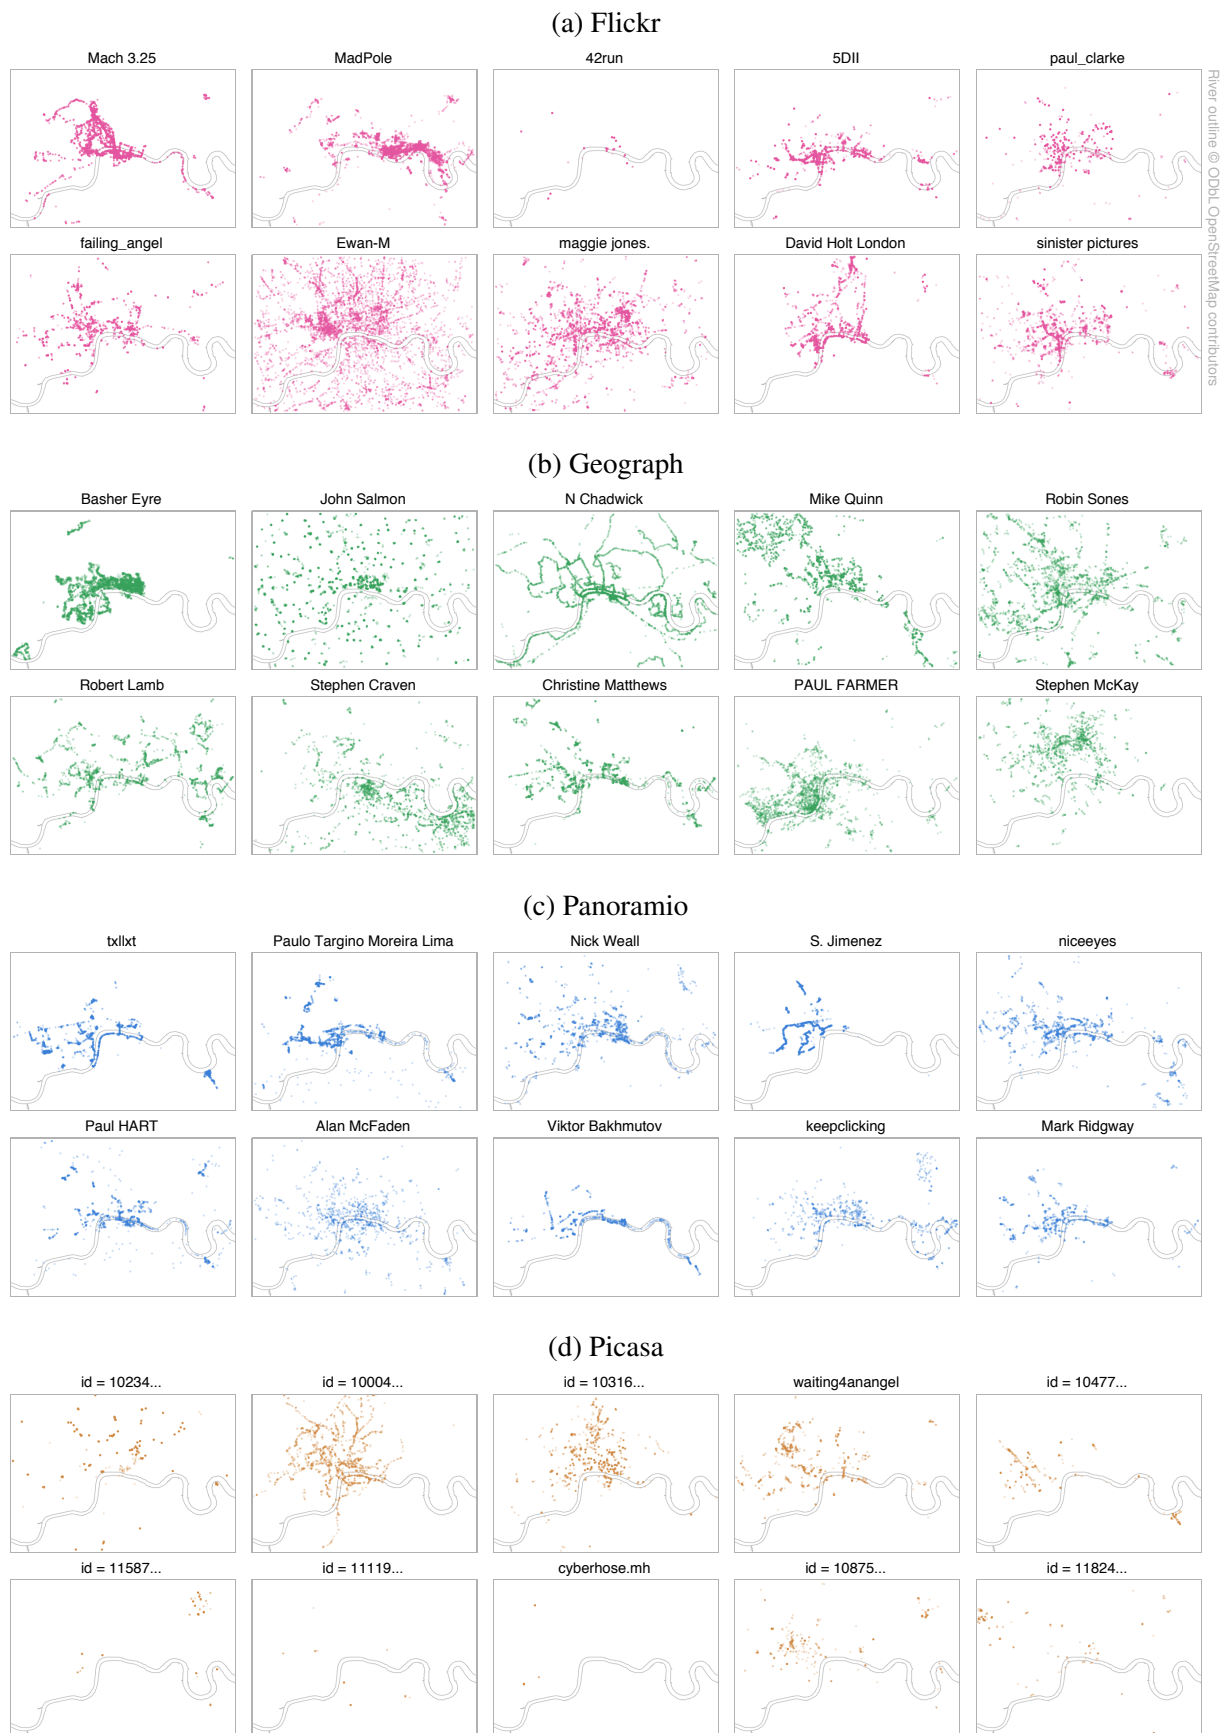 (a) Flickr
Mach 3.25
MadPole
42run
5DII
paul_clarke
failing_angel
Ewan-M
maggie jones.
David Holt London
sinister pictures
River outline © ODbL OpenStreetMap contributors
(b) Geograph
Basher Eyre
John Salmon
N Chadwick
Mike Quinn
Robin Sones
Robert Lamb
Stephen Craven
Christine Matthews
PAUL FARMER
Stephen McKay
(c) Panoramio
txllxt
Paulo Targino Moreira Lima
Nick Weall
S. Jimenez
niceeyes
Paul HART
Alan McFaden
Viktor Bakhmutov
keepclicking
Mark Ridgway
(d) Picasa
id = 10234...
id = 10004...
id = 10316...
waiting4anangel
id = 10477...
id = 11587...
id = 11119...
cyberhose.mh
id = 10875...
id = 11824...